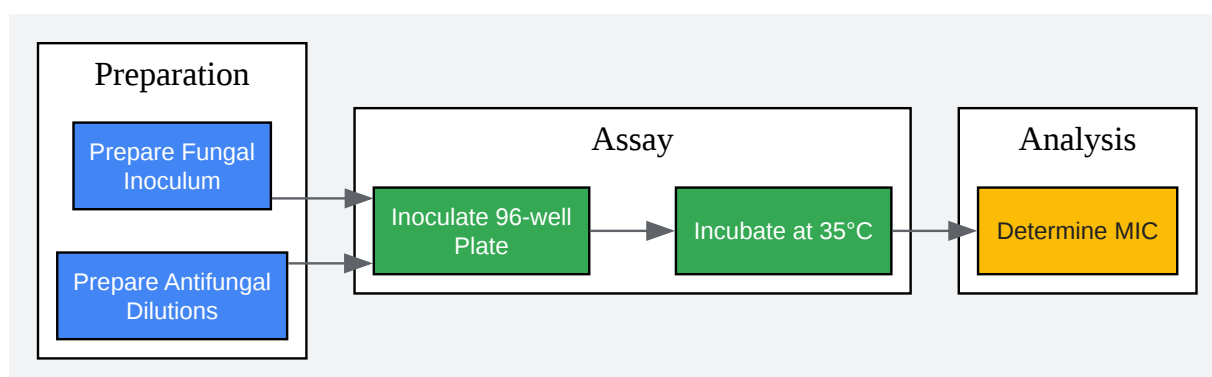 Preparation
Prepare Fungal
Inoculum
Prepare Antifungal
Dilutions
Assay
Inoculate 96-well
Plate
Incubate at 35°C
Analysis
Determine MIC